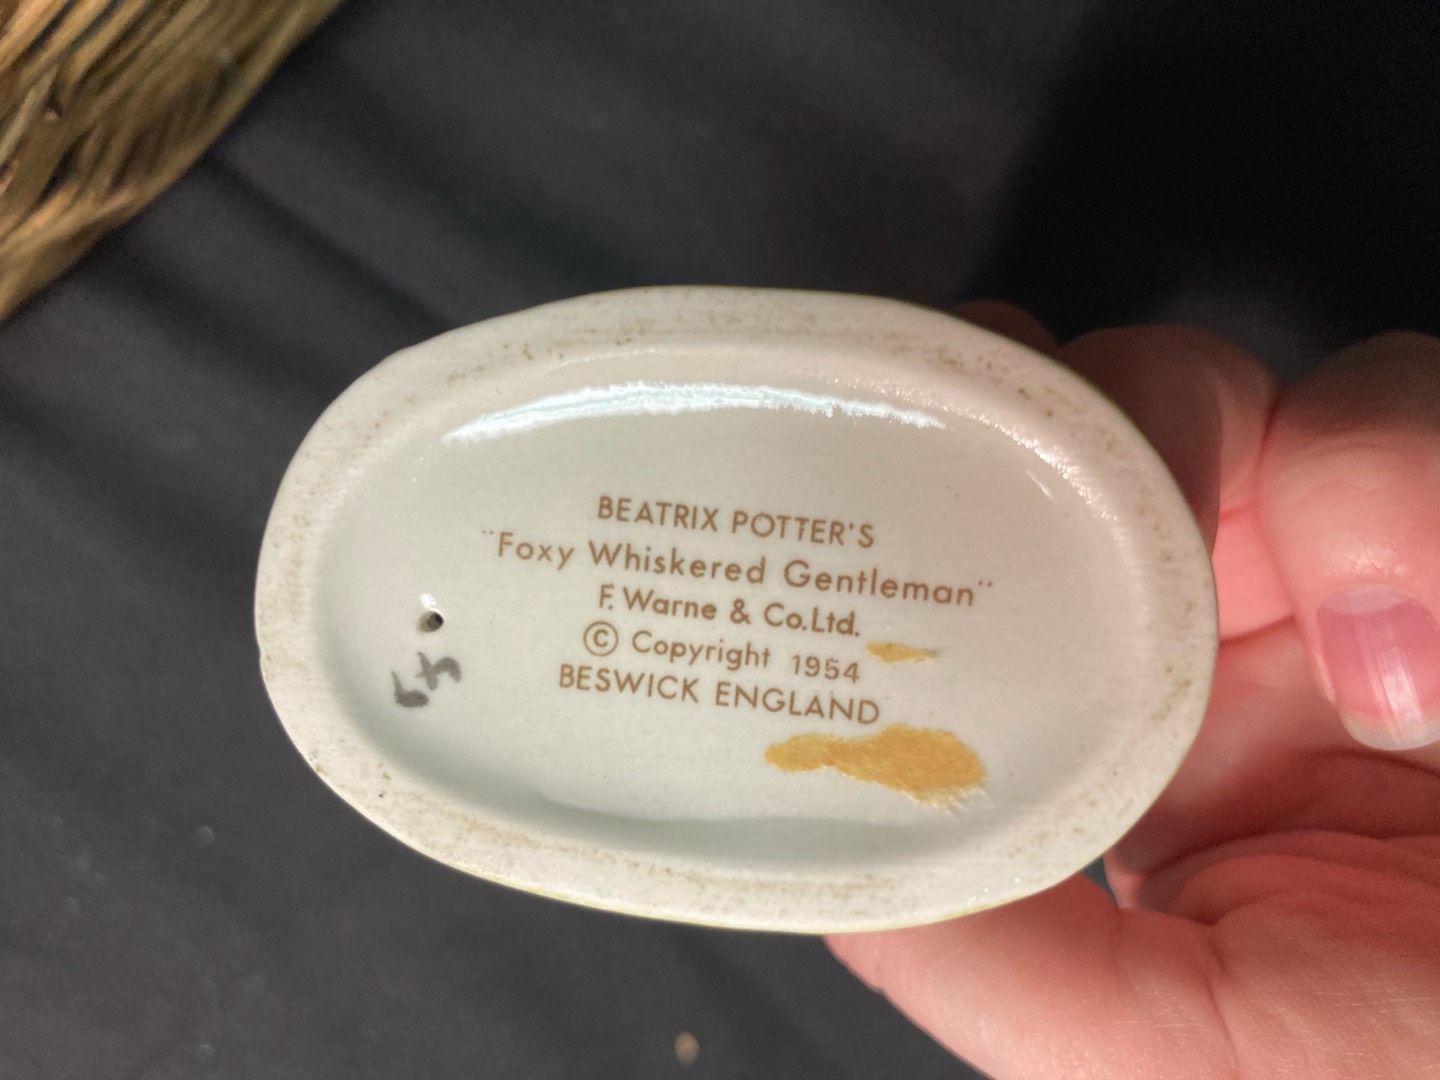 BEATRIX POTTER'S
"Foxy Whiskered Gentleman"
F. Warne & Co.Ltd.
© Copyright 1954
BESWICK ENGLAND